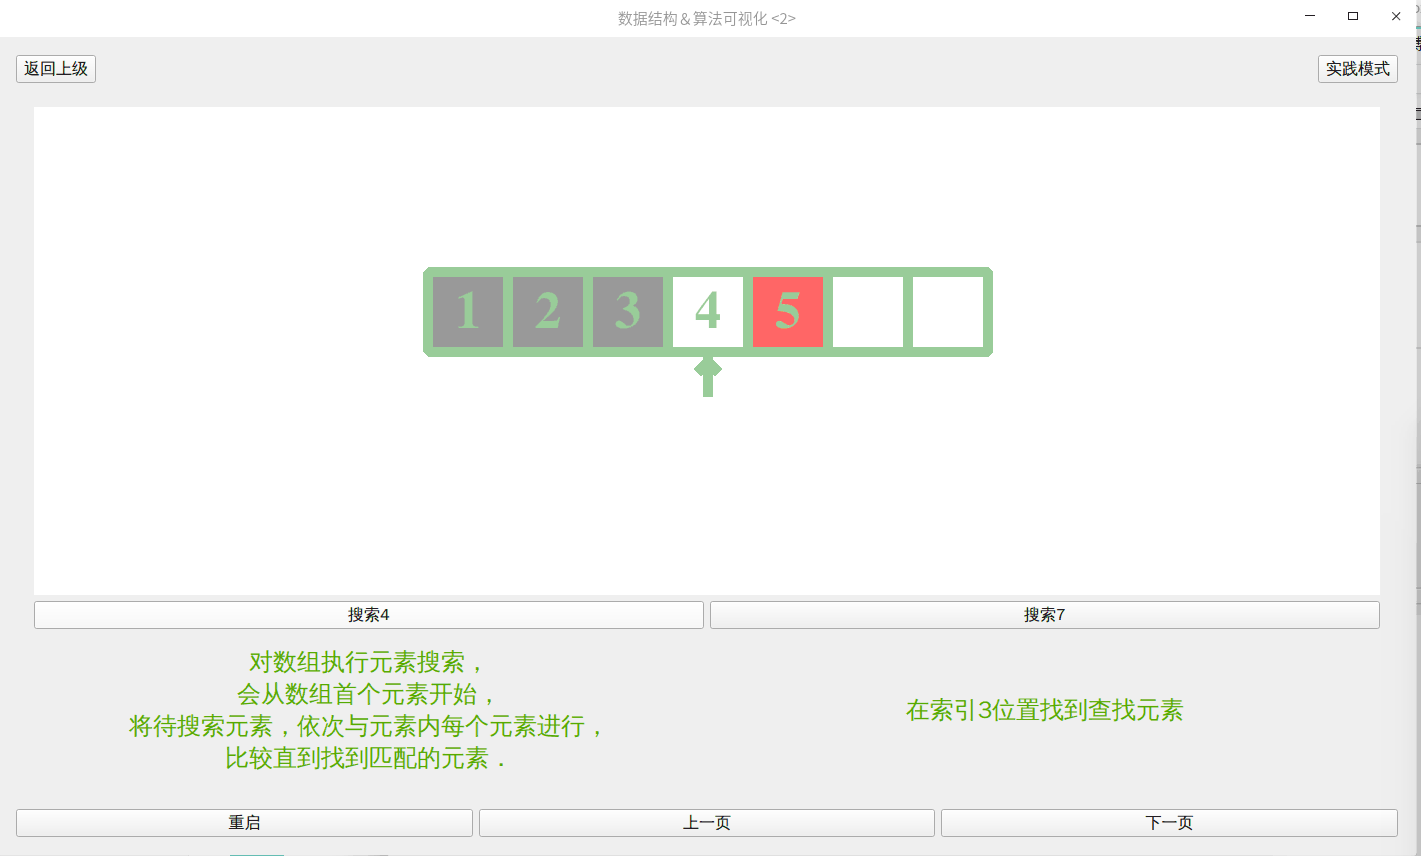 数据结构＆算法可视化 <2>
返回上级
实践模式
1 2 3 4 5
搜索4
搜索7
对数组执行元素搜索，
会从数组首个元素开始，
将待搜索元素，依次与元素内每个元素进行，
比较直到找到匹配的元素．
在索引3位置找到查找元素
重启
上一页
下一页